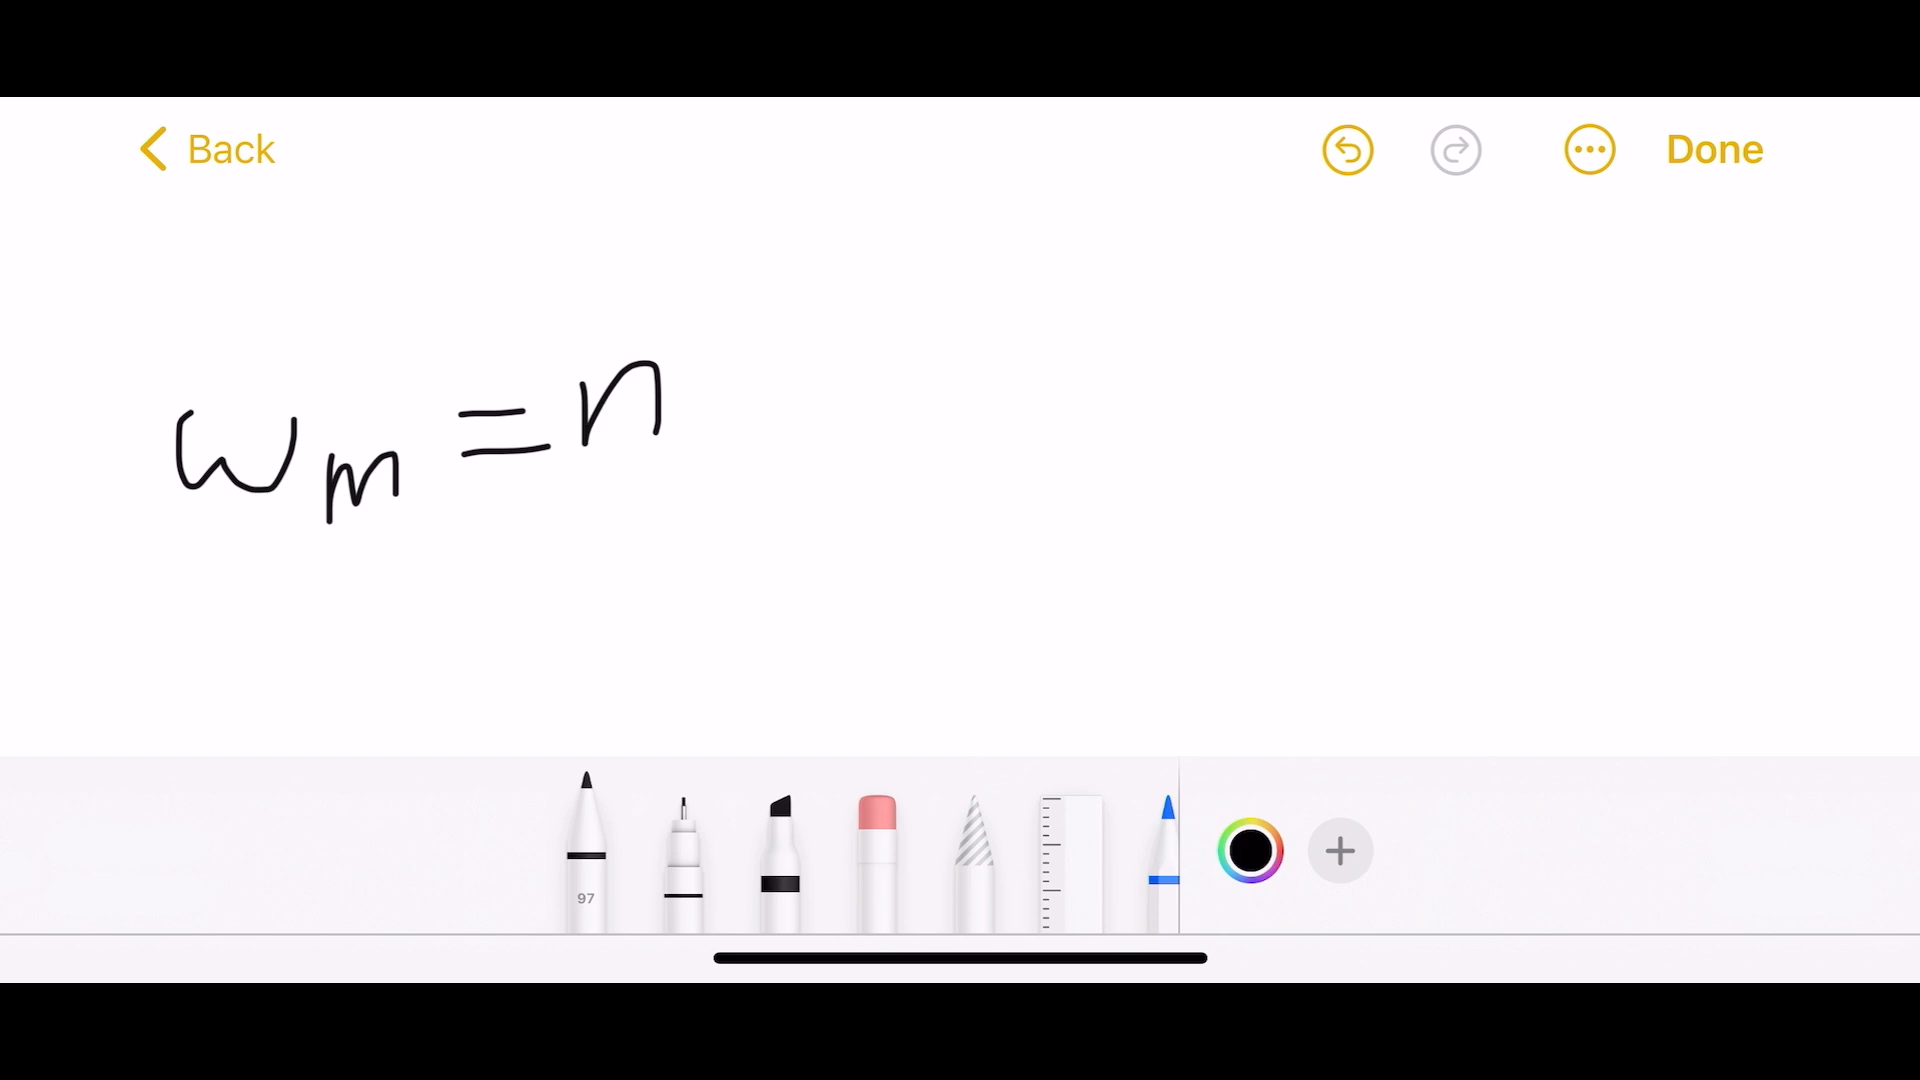 Back Done
ωₘ = n
97